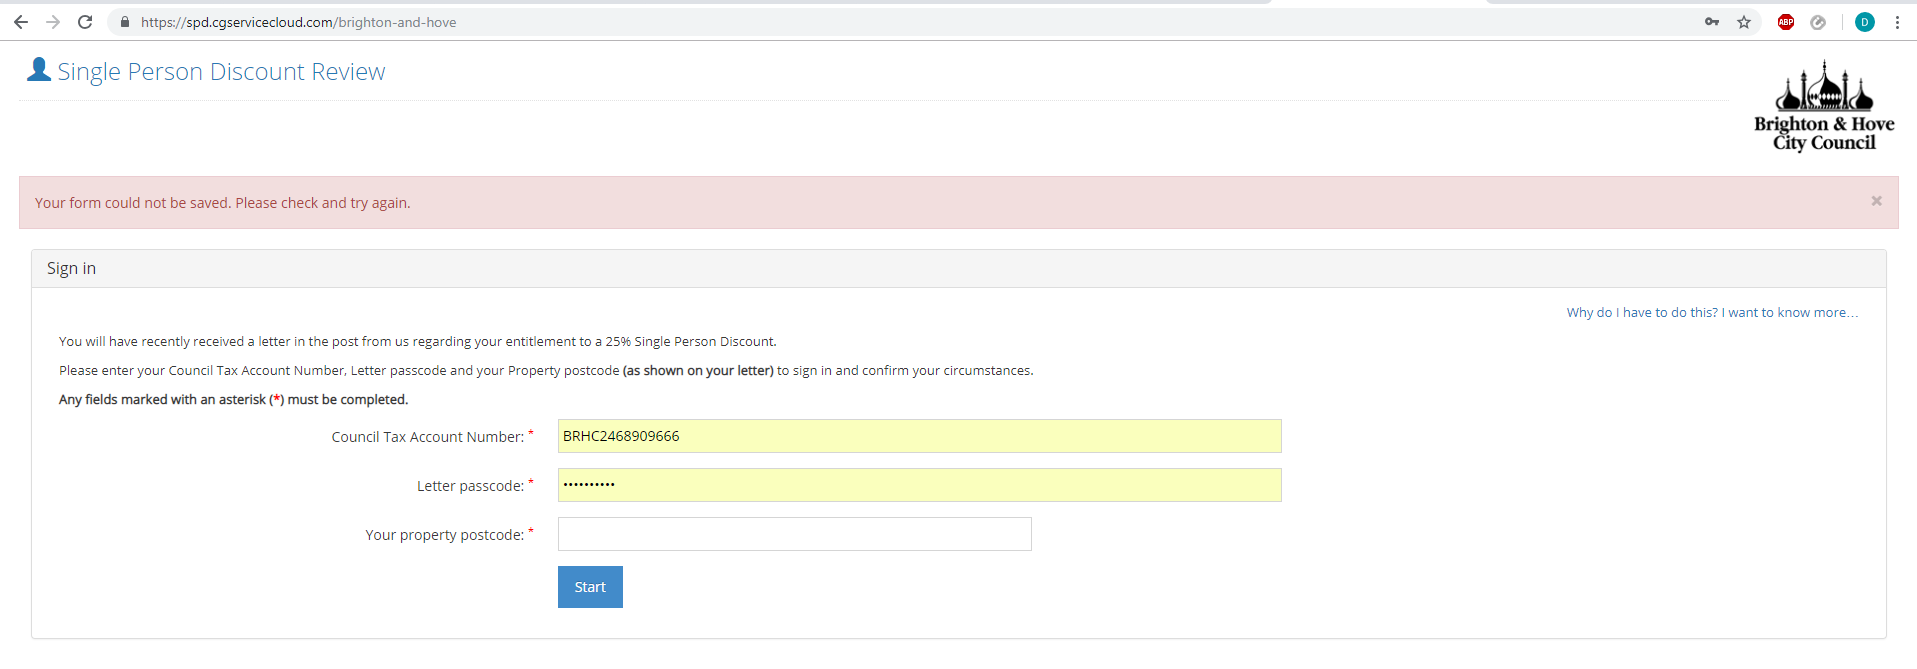 https://spd.cgservicecloud.com/brighton-and-hove
ABP
D
Single Person Discount Review
Brighton & Hove
City Council
Your form could not be saved. Please check and try again.
×
Sign in
Why do I have to do this? I want to know more...
You will have recently received a letter in the post from us regarding your entitlement to a 25% Single Person Discount.
Please enter your Council Tax Account Number, Letter passcode and your Property postcode (as shown on your letter) to sign in and confirm your circumstances.
Any fields marked with an asterisk (*) must be completed.
Council Tax Account Number: * BRHC2468909666
Letter passcode: * ••••••••••
Your property postcode: *
Start